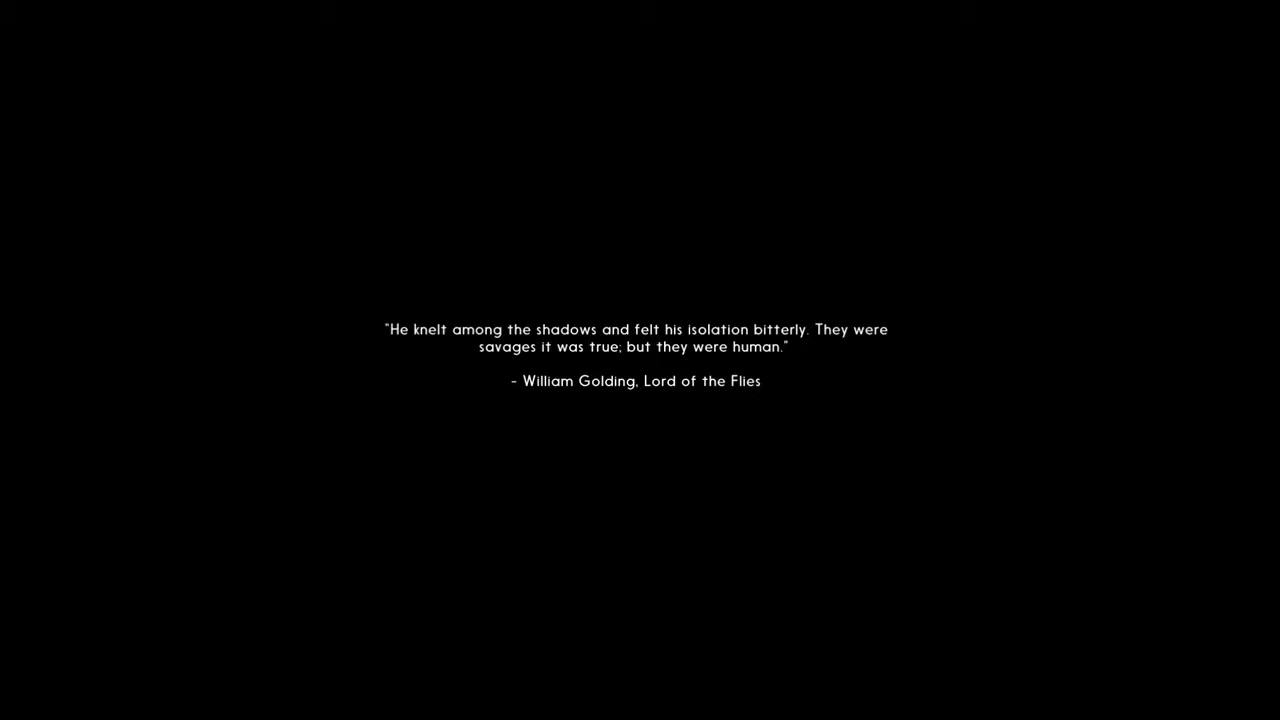 "He knelt among the shadows and felt his isolation bitterly. They were
savages it was true; but they were human."
- William Golding, Lord of the Flies